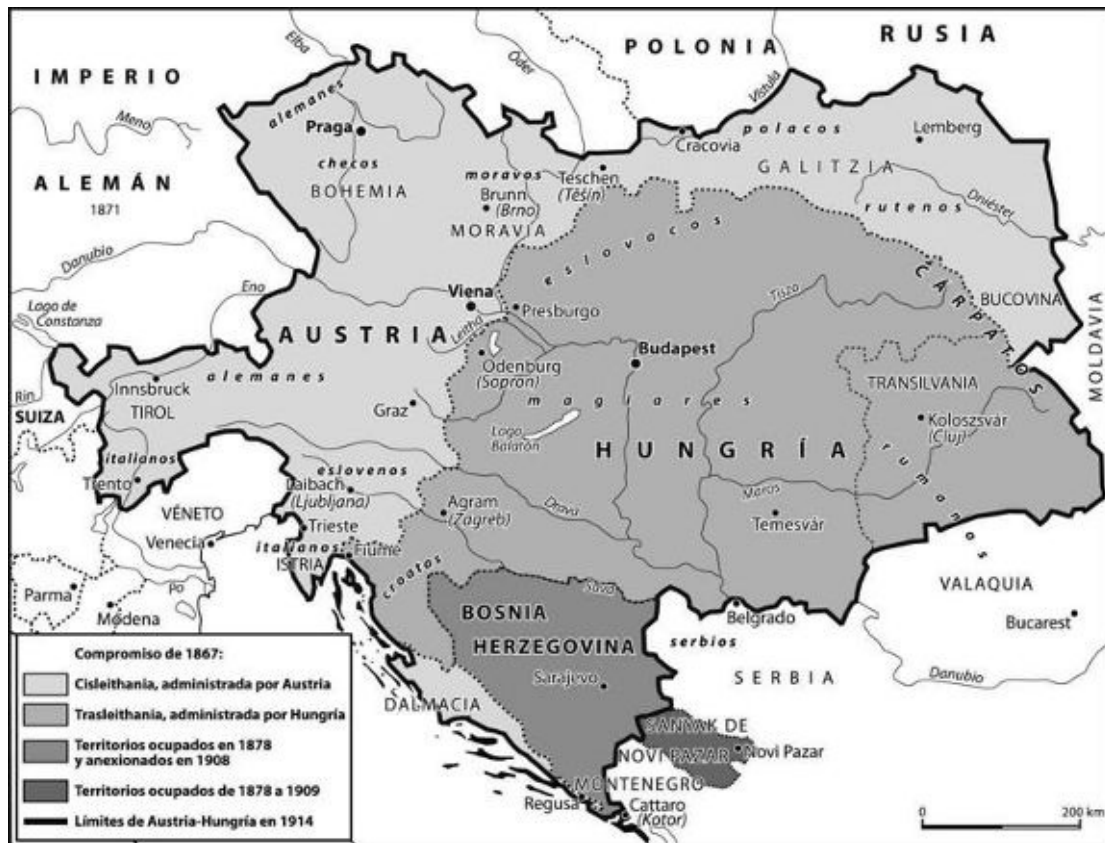 IMPERIO
ALEMÁN
1871
POLONIA
RUSIA
Elba
Óder
Vístula
Meno
alemanes
Praga
checos
BOHEMIA
moravos
Brunn
(Brno)
MORAVIA
Teschen
(Těšín)
Cracovia
polacos
Lemberg
GALITZIA
rutenos
Dniéster
Danubio
Lago de
Constanza
Eno
Viena
Leitha
AUSTRIA
eslovacos
Presburgo
Tisza
CÁRPATOS
BUCOVINA
MOLDAVIA
Odenburg
(Sopron)
Budapest
Rin
SUIZA
Innsbruck
TIROL
alemanes
Graz
magiares
Lago
Balatón
HUNGRÍA
TRANSILVANIA
Koloszsvár
(Cluj)
rumanos
italianos
Trento
eslovenos
Laibach
(Ljubljana)
Agram
(Zagreb)
Drava
Maros
Temesvár
VÉNETO
Venecia
Trieste
italianos
ISTRIA
Fiume
croatas
Parma
Po
Módena
BOSNIA
HERZEGOVINA
Sava
Sarajevo
Belgrado
serbios
SERBIA
VALAQUIA
Bucarest
Danubio
DALMACIA
SANYAK DE
NOVI PAZAR
Novi Pazar
MONTENEGRO
Regusa
Cattaro
(Kotor)
Compromiso de 1867:
Cisleithania, administrada por Austria
Trasleithania, administrada por Hungría
Territorios ocupados en 1878
y anexionados en 1908
Territorios ocupados de 1878 a 1909
Límites de Austria-Hungría en 1914
0 200 km